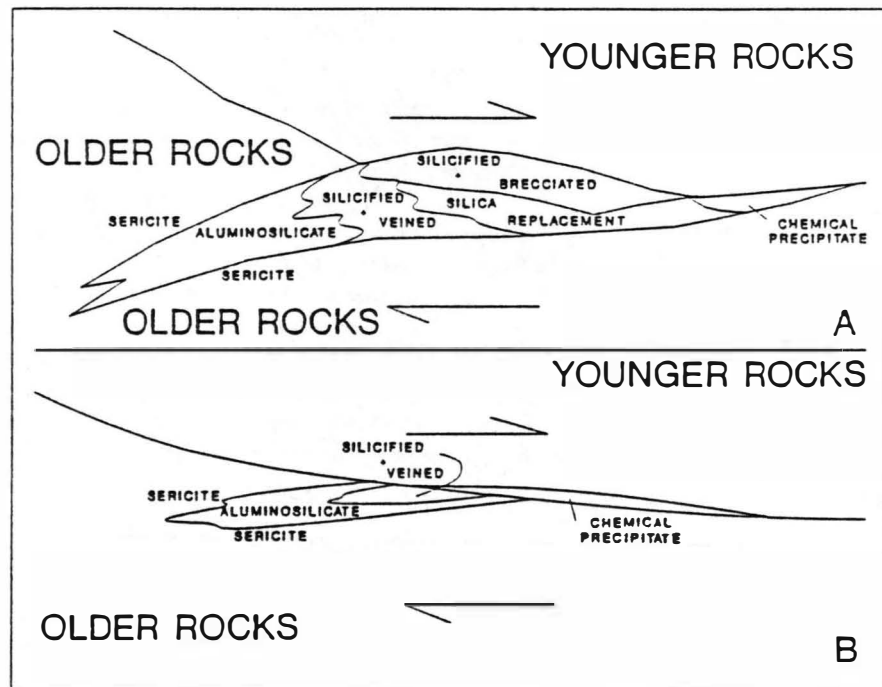 YOUNGER ROCKS
OLDER ROCKS
SILICIFIED
BRECCIATED
SERICITE
ALUMINOSILICATE
SILICIFIED
VEINED
SILICA
REPLACEMENT
CHEMICAL
PRECIPITATE
SERICITE
OLDER ROCKS
A
YOUNGER ROCKS
SILICIFIED
VEINED
SERICITE
ALUMINOSILICATE
SERICITE
CHEMICAL
PRECIPITATE
OLDER ROCKS
B